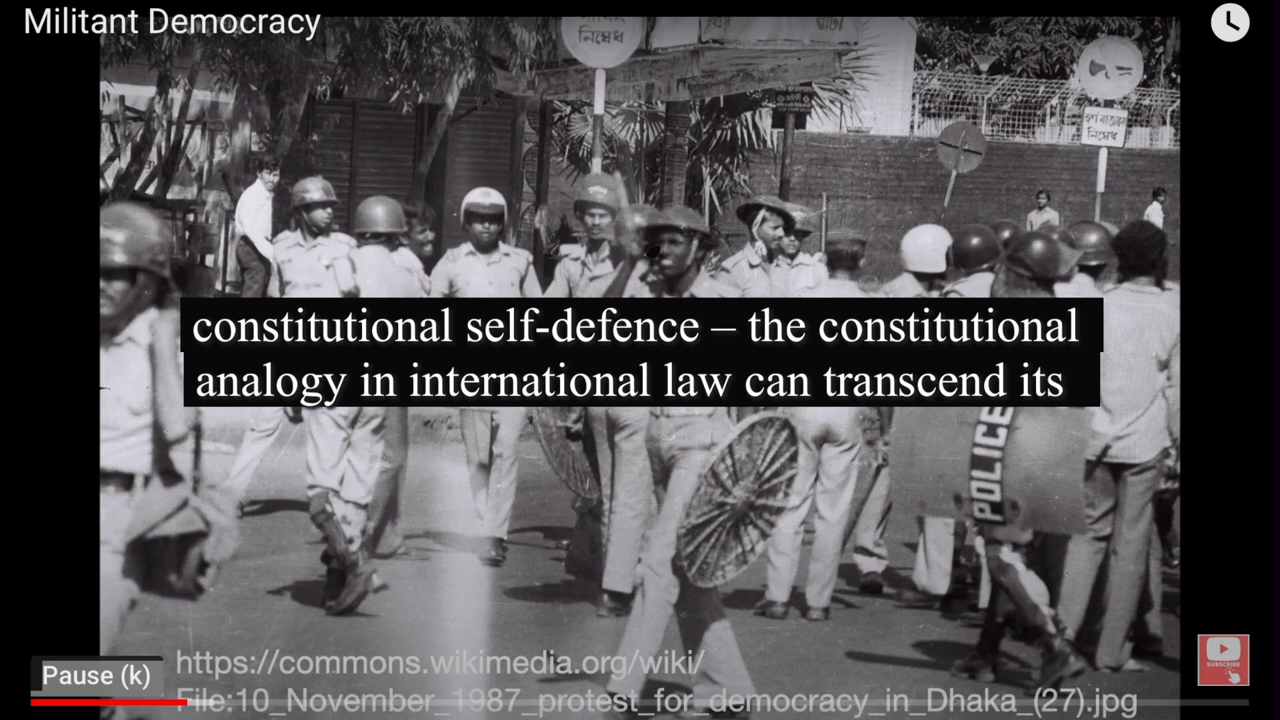 Militant Democracy
নিষেধ
নিষেধ
constitutional self-defence – the constitutional
analogy in international law can transcend its
POLICE
SUBSCRIBE
https://commons.wikimedia.org/wiki/
Pause (k)
File:10_November_1987_protest_for_democracy_in_Dhaka_(27).jpg